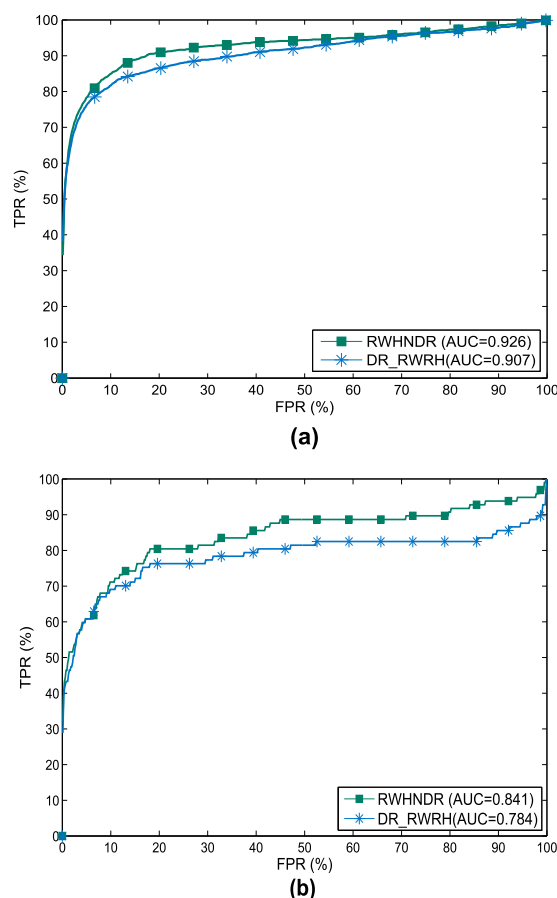 100
90
80
70
60
50
40
30
20
10
0
TPR (%)
RWHNDR (AUC=0.926)
DR_RWRH(AUC=0.907)
0 10 20 30 40 50 60 70 80 90 100
FPR (%)
(a)
100
90
80
70
60
50
40
30
20
10
0
TPR (%)
RWHNDR (AUC=0.841)
DR_RWRH(AUC=0.784)
0 10 20 30 40 50 60 70 80 90 100
FPR (%)
(b)